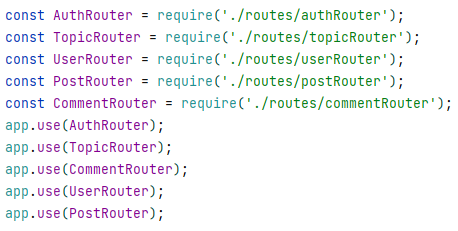 const AuthRouter = require('./routes/authRouter');
const TopicRouter = require('./routes/topicRouter');
const UserRouter = require('./routes/userRouter');
const PostRouter = require('./routes/postRouter');
const CommentRouter = require('./routes/commentRouter');
app.use(AuthRouter);
app.use(TopicRouter);
app.use(CommentRouter);
app.use(UserRouter);
app.use(PostRouter);